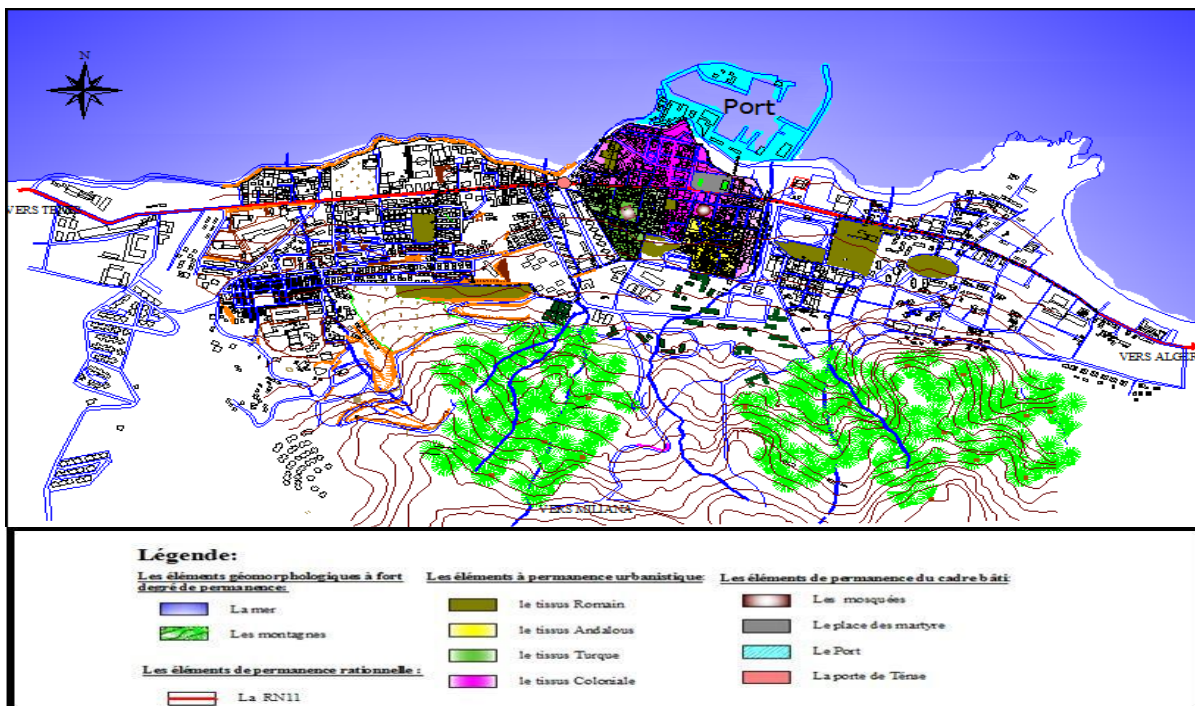 N
Port
VERS
VERS ALGER
VERS MILIANA
Légende:
Les éléments géomorphologiques à fort
degré de permanence:
La mer
Les montagnes
Les éléments de permanence rationnelle :
La RN11
Les éléments à permanence urbanistique:
le tissus Romain
le tissus Andalous
le tissus Turque
le tissus Coloniale
Les éléments de permanence du cadre bâti:
Les mosquées
Le place des martyre
Le Port
La porte de Ténse